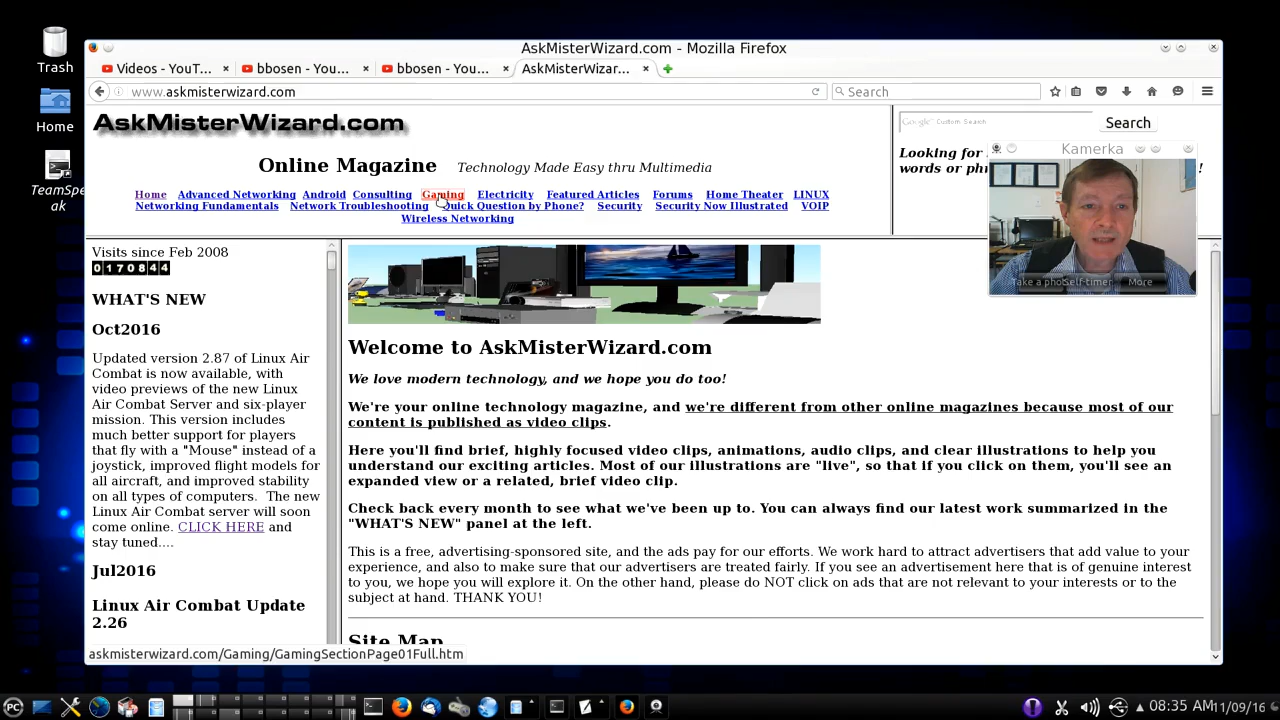 Trash
Home
TeamSpe
ak
AskMisterWizard.com - Mozilla Firefox
Videos - YouT... × bbosen - You... × bbosen - You... × AskMisterWizar... ×
www.askmisterwizard.com
Search
AskMisterWizard.com
Online Magazine Technology Made Easy thru Multimedia
Home Advanced Networking Android Consulting Gaming Electricity Featured Articles Forums Home Theater LINUX
Networking Fundamentals Network Troubleshooting Quick Question by Phone? Security Security Now Illustrated VOIP
Wireless Networking
Google Custom Search Search
Looking for
words or phr !
Kamerka
Take a pho Self-timer More
Visits since Feb 2008
0170844
WHAT'S NEW
Oct2016
Updated version 2.87 of Linux Air
Combat is now available, with
video previews of the new Linux
Air Combat Server and six-player
mission. This version includes
much better support for players
that fly with a "Mouse" instead of a
joystick, improved flight models for
all aircraft, and improved stability
on all types of computers. The new
Linux Air Combat server will soon
come online. CLICK HERE and
stay tuned....
Jul2016
Linux Air Combat Update
2.26
Welcome to AskMisterWizard.com
We love modern technology, and we hope you do too!
We're your online technology magazine, and we're different from other online magazines because most of our
content is published as video clips.
Here you'll find brief, highly focused video clips, animations, audio clips, and clear illustrations to help you
understand our exciting articles. Most of our illustrations are "live", so that if you click on them, you'll see an
expanded view or a related, brief video clip.
Check back every month to see what we've been up to. You can always find our latest work summarized in the
"WHAT'S NEW" panel at the left.
This is a free, advertising-sponsored site, and the ads pay for our efforts. We work hard to attract advertisers that add value to your
experience, and also to make sure that our advertisers are treated fairly. If you see an advertisement here that is of genuine interest
to you, we hope you will explore it. On the other hand, please do NOT click on ads that are not relevant to your interests or to the
subject at hand. THANK YOU!
Site Map
askmisterwizard.com/Gaming/GamingSectionPage01Full.htm
PC
08:35 AM 11/09/16